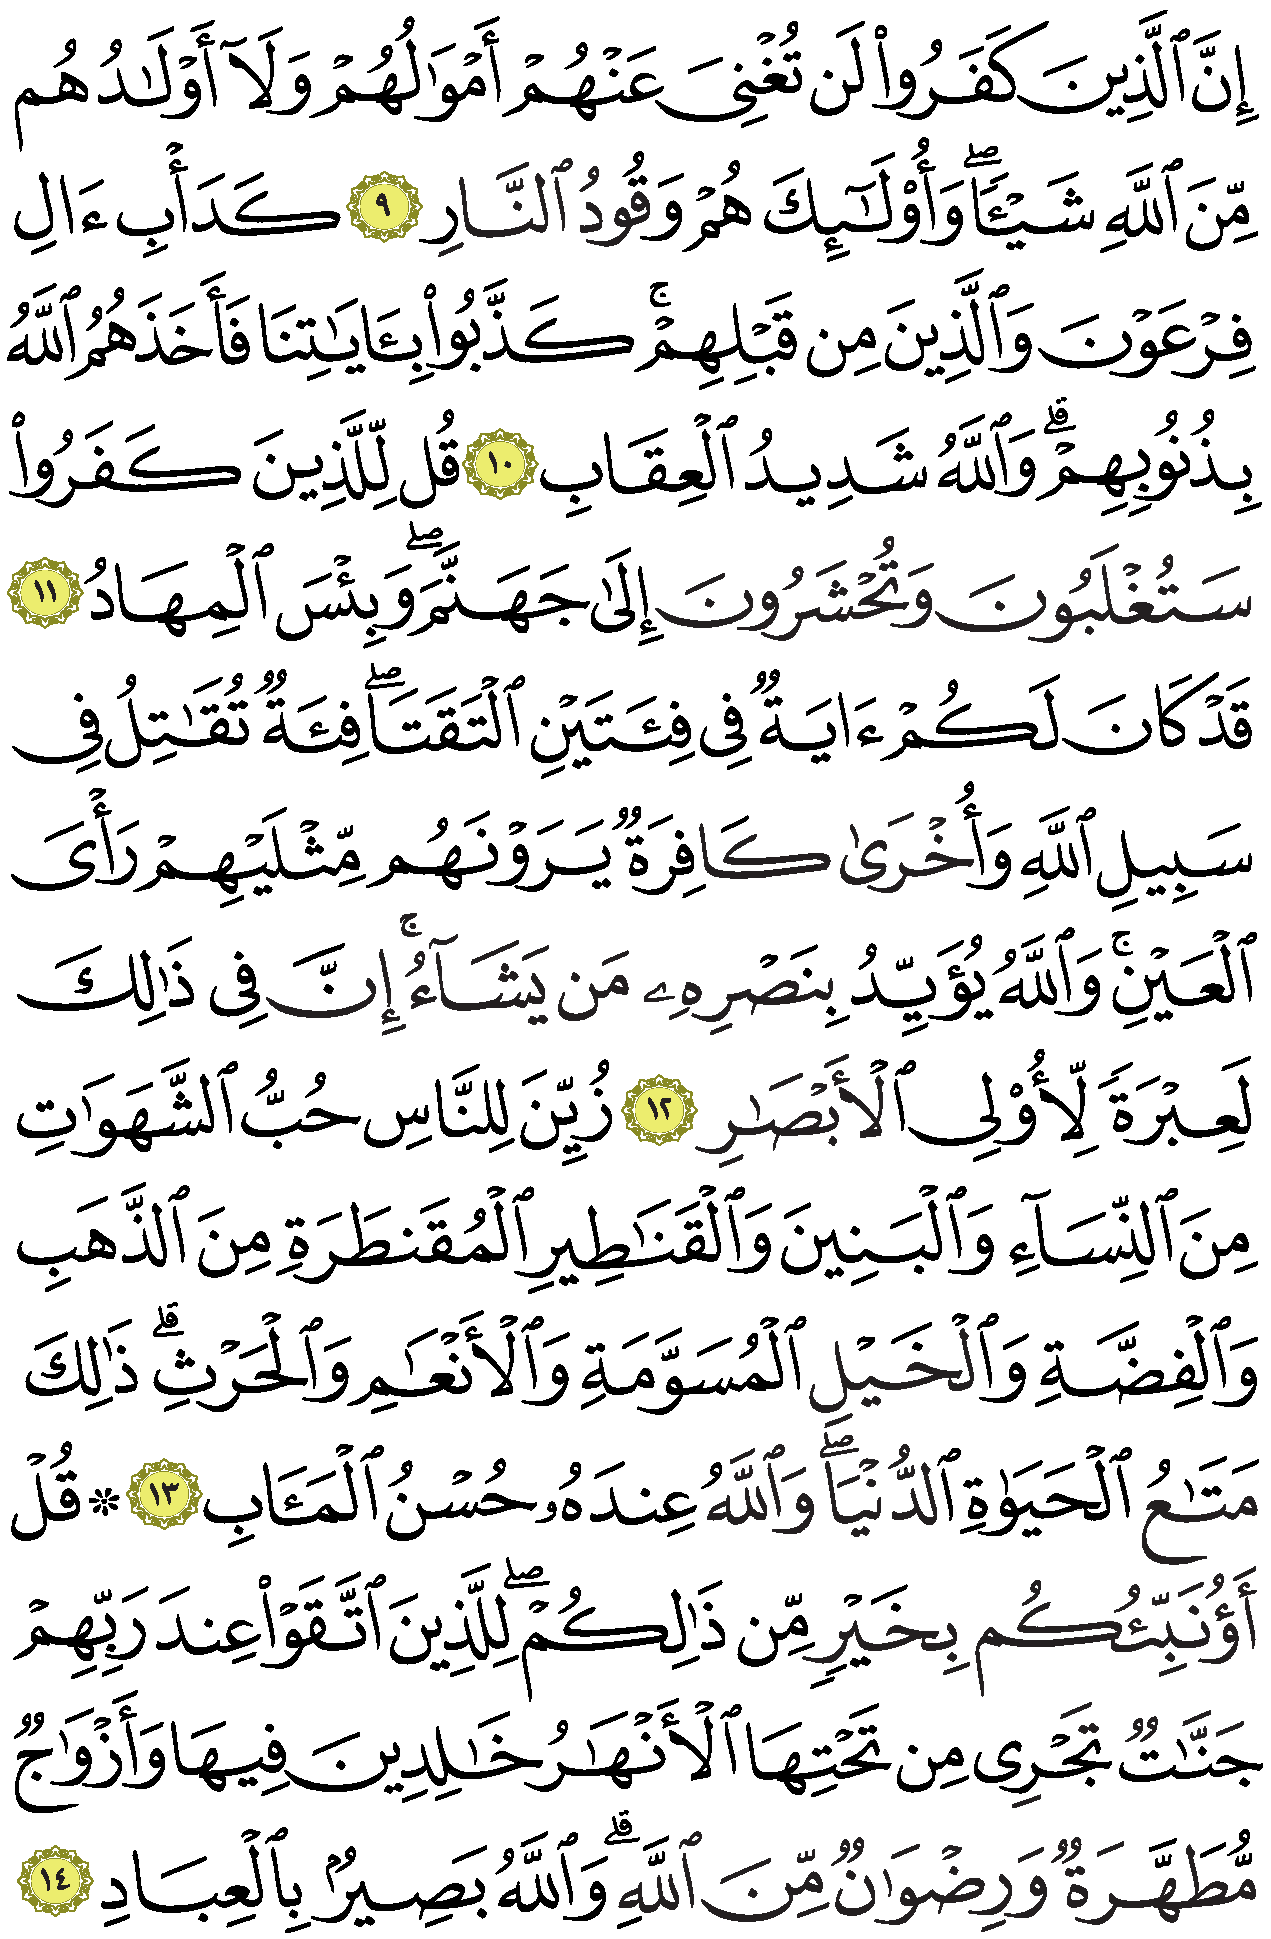 إِنَّ ٱلَّذِينَ كَفَرُوا۟ لَن تُغْنِىَ عَنْهُمْ أَمْوَٰلُهُمْ وَلَآ أَوْلَـٰدُهُم
مِّنَ ٱللَّهِ شَيْـًٔا ۖ وَأُو۟لَـٰٓئِكَ هُمْ وَقُودُ ٱلنَّارِ ٩ كَدَأْبِ ءَالِ
فِرْعَوْنَ وَٱلَّذِينَ مِن قَبْلِهِمْ ۚ كَذَّبُوا۟ بِـَٔايَـٰتِنَا فَأَخَذَهُمُ ٱللَّهُ
بِذُنُوبِهِمْ ۗ وَٱللَّهُ شَدِيدُ ٱلْعِقَابِ ١٠ قُل لِّلَّذِينَ كَفَرُوا۟
سَتُغْلَبُونَ وَتُحْشَرُونَ إِلَىٰ جَهَنَّمَ ۖ وَبِئْسَ ٱلْمِهَادُ ١١
قَدْ كَانَ لَكُمْ ءَايَةٌ فِى فِئَتَيْنِ ٱلْتَقَتَا ۖ فِئَةٌ تُقَـٰتِلُ فِى
سَبِيلِ ٱللَّهِ وَأُخْرَىٰ كَافِرَةٌ يَرَوْنَهُم مِّثْلَيْهِمْ رَأْىَ
ٱلْعَيْنِ ۚ وَٱللَّهُ يُؤَيِّدُ بِنَصْرِهِۦ مَن يَشَآءُ ۚ إِنَّ فِى ذَٰلِكَ
لَعِبْرَةً لِّأُو۟لِى ٱلْأَبْصَـٰرِ ١٢ زُيِّنَ لِلنَّاسِ حُبُّ ٱلشَّهَوَٰتِ
مِنَ ٱلنِّسَآءِ وَٱلْبَنِينَ وَٱلْقَنَـٰطِيرِ ٱلْمُقَنطَرَةِ مِنَ ٱلذَّهَبِ
وَٱلْفِضَّةِ وَٱلْخَيْلِ ٱلْمُسَوَّمَةِ وَٱلْأَنْعَـٰمِ وَٱلْحَرْثِ ۗ ذَٰلِكَ
مَتَـٰعُ ٱلْحَيَوٰةِ ٱلدُّنْيَا ۖ وَٱللَّهُ عِندَهُۥ حُسْنُ ٱلْمَـَٔابِ ١٣ ۞ قُلْ
أَؤُنَبِّئُكُم بِخَيْرٍ مِّن ذَٰلِكُمْ ۖ لِلَّذِينَ ٱتَّقَوْا۟ عِندَ رَبِّهِمْ
جَنَّـٰتٌ تَجْرِى مِن تَحْتِهَا ٱلْأَنْهَـٰرُ خَـٰلِدِينَ فِيهَا وَأَزْوَٰجٌ
مُّطَهَّرَةٌ وَرِضْوَٰنٌ مِّنَ ٱللَّهِ ۗ وَٱللَّهُ بَصِيرٌۢ بِٱلْعِبَادِ ١٤